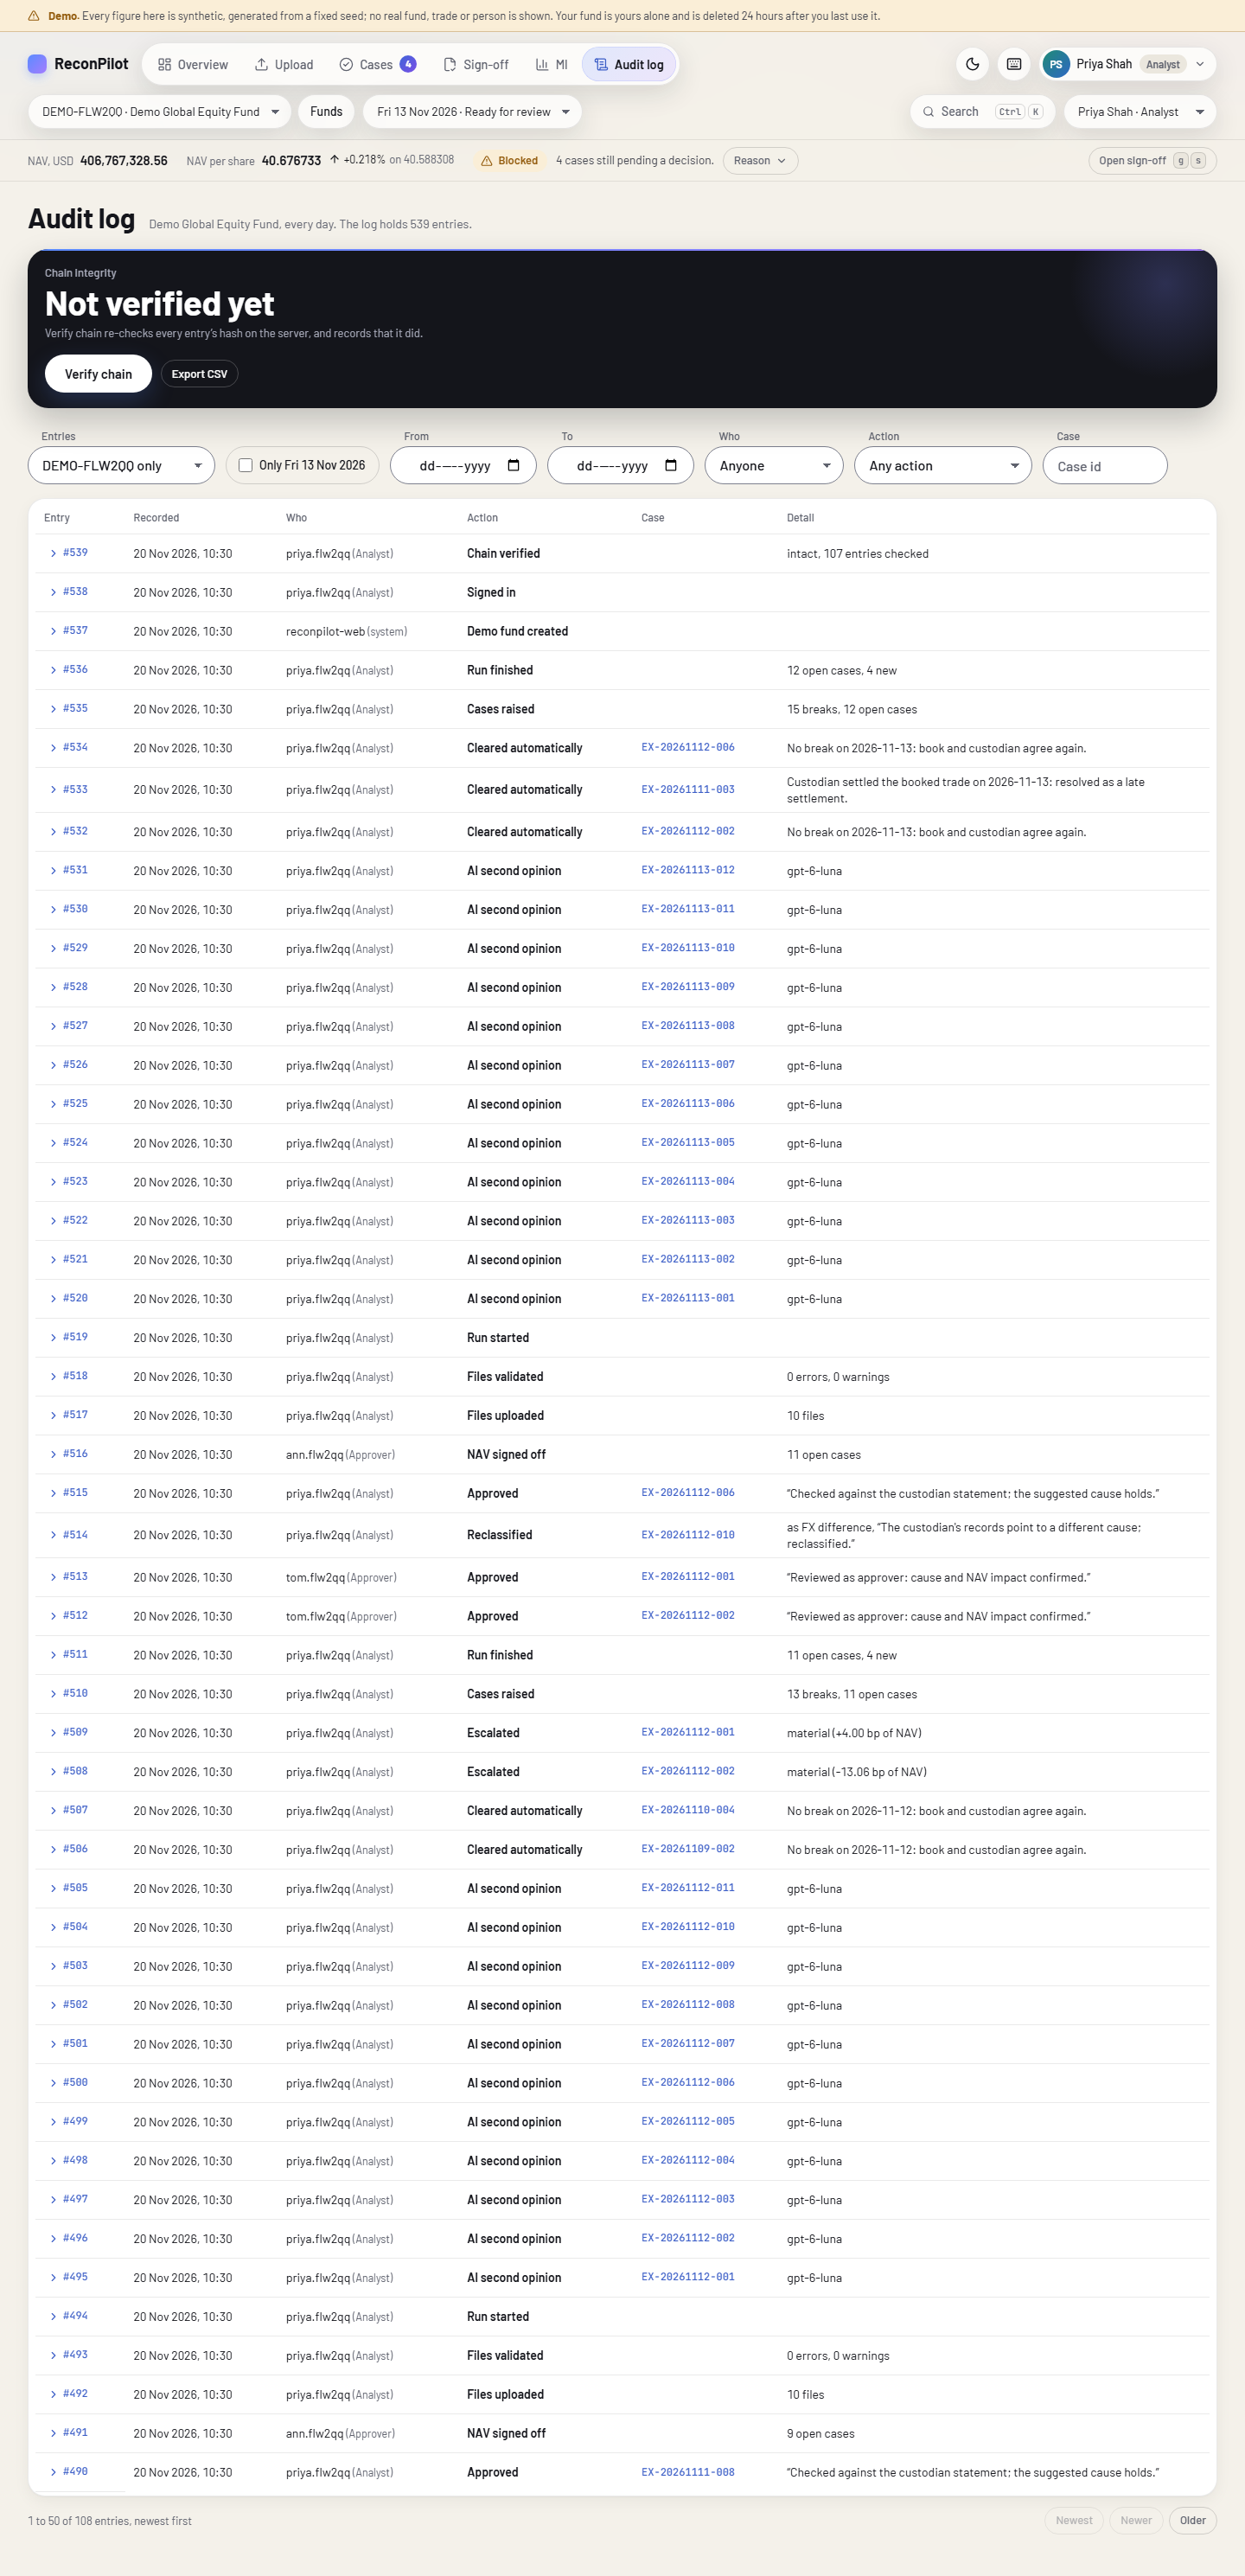 Demo. Every figure here is synthetic, generated from a fixed seed; no real fund, trade or person is shown. Your fund is yours alone and is deleted 24 hours after you last use it.
ReconPilot Overview Upload Cases 4 Sign-off MI Audit log PS Priya Shah Analyst
DEMO-FLW2QQ · Demo Global Equity Fund Funds Fri 13 Nov 2026 · Ready for review Search Ctrl K Priya Shah · Analyst
NAV, USD 406,767,328.56 NAV per share 40.676733 ↑ +0.218% on 40.588308 Blocked 4 cases still pending a decision. Reason Open sign-off g s
Audit log Demo Global Equity Fund, every day. The log holds 539 entries.
Chain integrity
Not verified yet
Verify chain re-checks every entry's hash on the server, and records that it did.
Verify chain Export CSV
Entries From To Who Action Case
DEMO-FLW2QQ only Only Fri 13 Nov 2026 dd----yyyy dd----yyyy Anyone Any action Case id
Entry Recorded Who Action Case Detail
#539 20 Nov 2026, 10:30 priya.flw2qq (Analyst) Chain verified intact, 107 entries checked
#538 20 Nov 2026, 10:30 priya.flw2qq (Analyst) Signed in
#537 20 Nov 2026, 10:30 reconpilot-web (system) Demo fund created
#536 20 Nov 2026, 10:30 priya.flw2qq (Analyst) Run finished 12 open cases, 4 new
#535 20 Nov 2026, 10:30 priya.flw2qq (Analyst) Cases raised 15 breaks, 12 open cases
#534 20 Nov 2026, 10:30 priya.flw2qq (Analyst) Cleared automatically EX-20261112-006 No break on 2026-11-13: book and custodian agree again.
#533 20 Nov 2026, 10:30 priya.flw2qq (Analyst) Cleared automatically EX-20261111-003 Custodian settled the booked trade on 2026-11-13: resolved as a late
settlement.
#532 20 Nov 2026, 10:30 priya.flw2qq (Analyst) Cleared automatically EX-20261112-002 No break on 2026-11-13: book and custodian agree again.
#531 20 Nov 2026, 10:30 priya.flw2qq (Analyst) AI second opinion EX-20261113-012 gpt-6-luna
#530 20 Nov 2026, 10:30 priya.flw2qq (Analyst) AI second opinion EX-20261113-011 gpt-6-luna
#529 20 Nov 2026, 10:30 priya.flw2qq (Analyst) AI second opinion EX-20261113-010 gpt-6-luna
#528 20 Nov 2026, 10:30 priya.flw2qq (Analyst) AI second opinion EX-20261113-009 gpt-6-luna
#527 20 Nov 2026, 10:30 priya.flw2qq (Analyst) AI second opinion EX-20261113-008 gpt-6-luna
#526 20 Nov 2026, 10:30 priya.flw2qq (Analyst) AI second opinion EX-20261113-007 gpt-6-luna
#525 20 Nov 2026, 10:30 priya.flw2qq (Analyst) AI second opinion EX-20261113-006 gpt-6-luna
#524 20 Nov 2026, 10:30 priya.flw2qq (Analyst) AI second opinion EX-20261113-005 gpt-6-luna
#523 20 Nov 2026, 10:30 priya.flw2qq (Analyst) AI second opinion EX-20261113-004 gpt-6-luna
#522 20 Nov 2026, 10:30 priya.flw2qq (Analyst) AI second opinion EX-20261113-003 gpt-6-luna
#521 20 Nov 2026, 10:30 priya.flw2qq (Analyst) AI second opinion EX-20261113-002 gpt-6-luna
#520 20 Nov 2026, 10:30 priya.flw2qq (Analyst) AI second opinion EX-20261113-001 gpt-6-luna
#519 20 Nov 2026, 10:30 priya.flw2qq (Analyst) Run started
#518 20 Nov 2026, 10:30 priya.flw2qq (Analyst) Files validated 0 errors, 0 warnings
#517 20 Nov 2026, 10:30 priya.flw2qq (Analyst) Files uploaded 10 files
#516 20 Nov 2026, 10:30 ann.flw2qq (Approver) NAV signed off 11 open cases
#515 20 Nov 2026, 10:30 priya.flw2qq (Analyst) Approved EX-20261112-006 “Checked against the custodian statement; the suggested cause holds.”
#514 20 Nov 2026, 10:30 priya.flw2qq (Analyst) Reclassified EX-20261112-010 as FX difference, “The custodian's records point to a different cause;
reclassified.”
#513 20 Nov 2026, 10:30 tom.flw2qq (Approver) Approved EX-20261112-001 “Reviewed as approver: cause and NAV impact confirmed.”
#512 20 Nov 2026, 10:30 tom.flw2qq (Approver) Approved EX-20261112-002 “Reviewed as approver: cause and NAV impact confirmed.”
#511 20 Nov 2026, 10:30 priya.flw2qq (Analyst) Run finished 11 open cases, 4 new
#510 20 Nov 2026, 10:30 priya.flw2qq (Analyst) Cases raised 13 breaks, 11 open cases
#509 20 Nov 2026, 10:30 priya.flw2qq (Analyst) Escalated EX-20261112-001 material (+4.00 bp of NAV)
#508 20 Nov 2026, 10:30 priya.flw2qq (Analyst) Escalated EX-20261112-002 material (-13.06 bp of NAV)
#507 20 Nov 2026, 10:30 priya.flw2qq (Analyst) Cleared automatically EX-20261110-004 No break on 2026-11-12: book and custodian agree again.
#506 20 Nov 2026, 10:30 priya.flw2qq (Analyst) Cleared automatically EX-20261109-002 No break on 2026-11-12: book and custodian agree again.
#505 20 Nov 2026, 10:30 priya.flw2qq (Analyst) AI second opinion EX-20261112-011 gpt-6-luna
#504 20 Nov 2026, 10:30 priya.flw2qq (Analyst) AI second opinion EX-20261112-010 gpt-6-luna
#503 20 Nov 2026, 10:30 priya.flw2qq (Analyst) AI second opinion EX-20261112-009 gpt-6-luna
#502 20 Nov 2026, 10:30 priya.flw2qq (Analyst) AI second opinion EX-20261112-008 gpt-6-luna
#501 20 Nov 2026, 10:30 priya.flw2qq (Analyst) AI second opinion EX-20261112-007 gpt-6-luna
#500 20 Nov 2026, 10:30 priya.flw2qq (Analyst) AI second opinion EX-20261112-006 gpt-6-luna
#499 20 Nov 2026, 10:30 priya.flw2qq (Analyst) AI second opinion EX-20261112-005 gpt-6-luna
#498 20 Nov 2026, 10:30 priya.flw2qq (Analyst) AI second opinion EX-20261112-004 gpt-6-luna
#497 20 Nov 2026, 10:30 priya.flw2qq (Analyst) AI second opinion EX-20261112-003 gpt-6-luna
#496 20 Nov 2026, 10:30 priya.flw2qq (Analyst) AI second opinion EX-20261112-002 gpt-6-luna
#495 20 Nov 2026, 10:30 priya.flw2qq (Analyst) AI second opinion EX-20261112-001 gpt-6-luna
#494 20 Nov 2026, 10:30 priya.flw2qq (Analyst) Run started
#493 20 Nov 2026, 10:30 priya.flw2qq (Analyst) Files validated 0 errors, 0 warnings
#492 20 Nov 2026, 10:30 priya.flw2qq (Analyst) Files uploaded 10 files
#491 20 Nov 2026, 10:30 ann.flw2qq (Approver) NAV signed off 9 open cases
#490 20 Nov 2026, 10:30 priya.flw2qq (Analyst) Approved EX-20261111-008 “Checked against the custodian statement; the suggested cause holds.”
1 to 50 of 108 entries, newest first Newest Newer Older